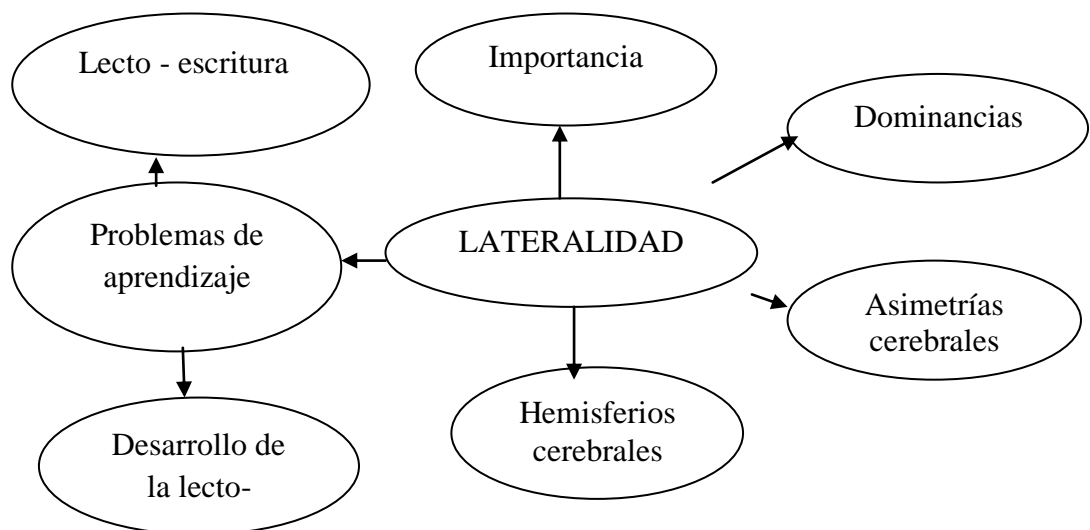 Lecto - escritura
Importancia
Dominancias
Problemas de
aprendizaje
LATERALIDAD
Asimetrías
cerebrales
Hemisferios
cerebrales
Desarrollo de
la lecto-